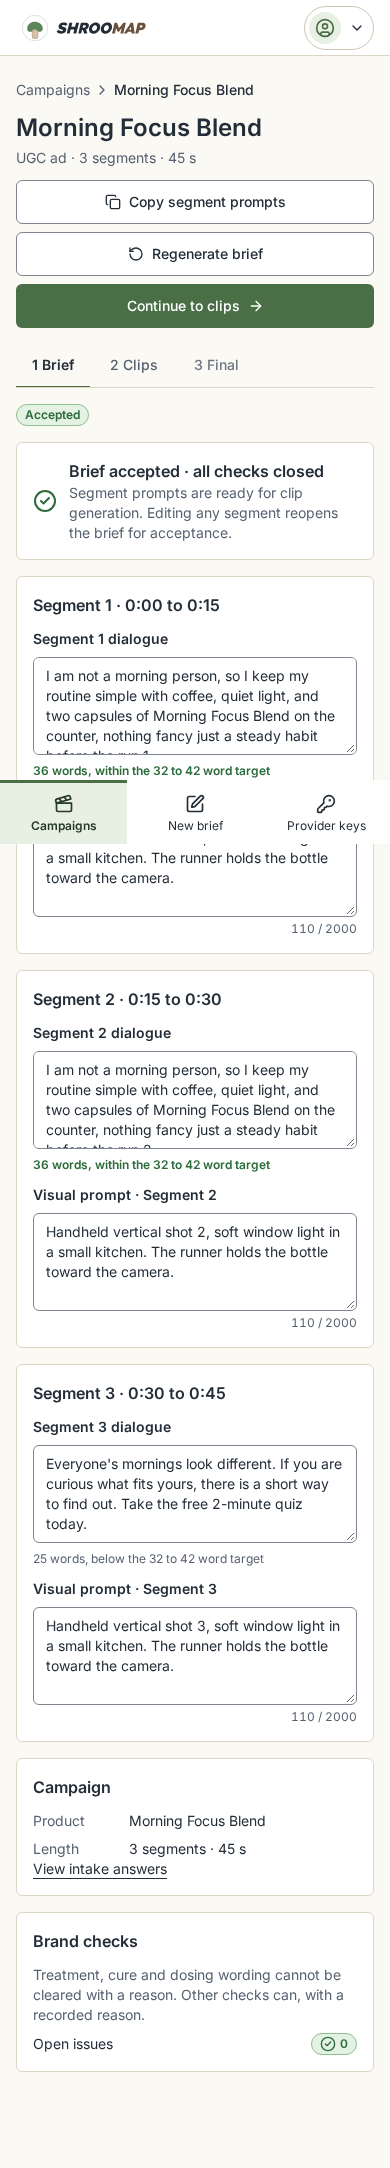 SHROOMAP
Campaigns > Morning Focus Blend
Morning Focus Blend
UGC ad · 3 segments · 45 s
Copy segment prompts
Regenerate brief
Continue to clips →
1 Brief 2 Clips 3 Final
Accepted
Brief accepted · all checks closed
Segment prompts are ready for clip
generation. Editing any segment reopens
the brief for acceptance.
Segment 1 · 0:00 to 0:15
Segment 1 dialogue
I am not a morning person, so I keep my
routine simple with coffee, quiet light, and
two capsules of Morning Focus Blend on the
counter, nothing fancy just a steady habit
before the run 1
36 words, within the 32 to 42 word target
Campaigns New brief Provider keys
a small kitchen. The runner holds the bottle
toward the camera.
110 / 2000
Segment 2 · 0:15 to 0:30
Segment 2 dialogue
I am not a morning person, so I keep my
routine simple with coffee, quiet light, and
two capsules of Morning Focus Blend on the
counter, nothing fancy just a steady habit
before the run 2
36 words, within the 32 to 42 word target
Visual prompt · Segment 2
Handheld vertical shot 2, soft window light in
a small kitchen. The runner holds the bottle
toward the camera.
110 / 2000
Segment 3 · 0:30 to 0:45
Segment 3 dialogue
Everyone's mornings look different. If you are
curious what fits yours, there is a short way
to find out. Take the free 2-minute quiz
today.
25 words, below the 32 to 42 word target
Visual prompt · Segment 3
Handheld vertical shot 3, soft window light in
a small kitchen. The runner holds the bottle
toward the camera.
110 / 2000
Campaign
Product Morning Focus Blend
Length 3 segments · 45 s
View intake answers
Brand checks
Treatment, cure and dosing wording cannot be
cleared with a reason. Other checks can, with a
recorded reason.
Open issues 0